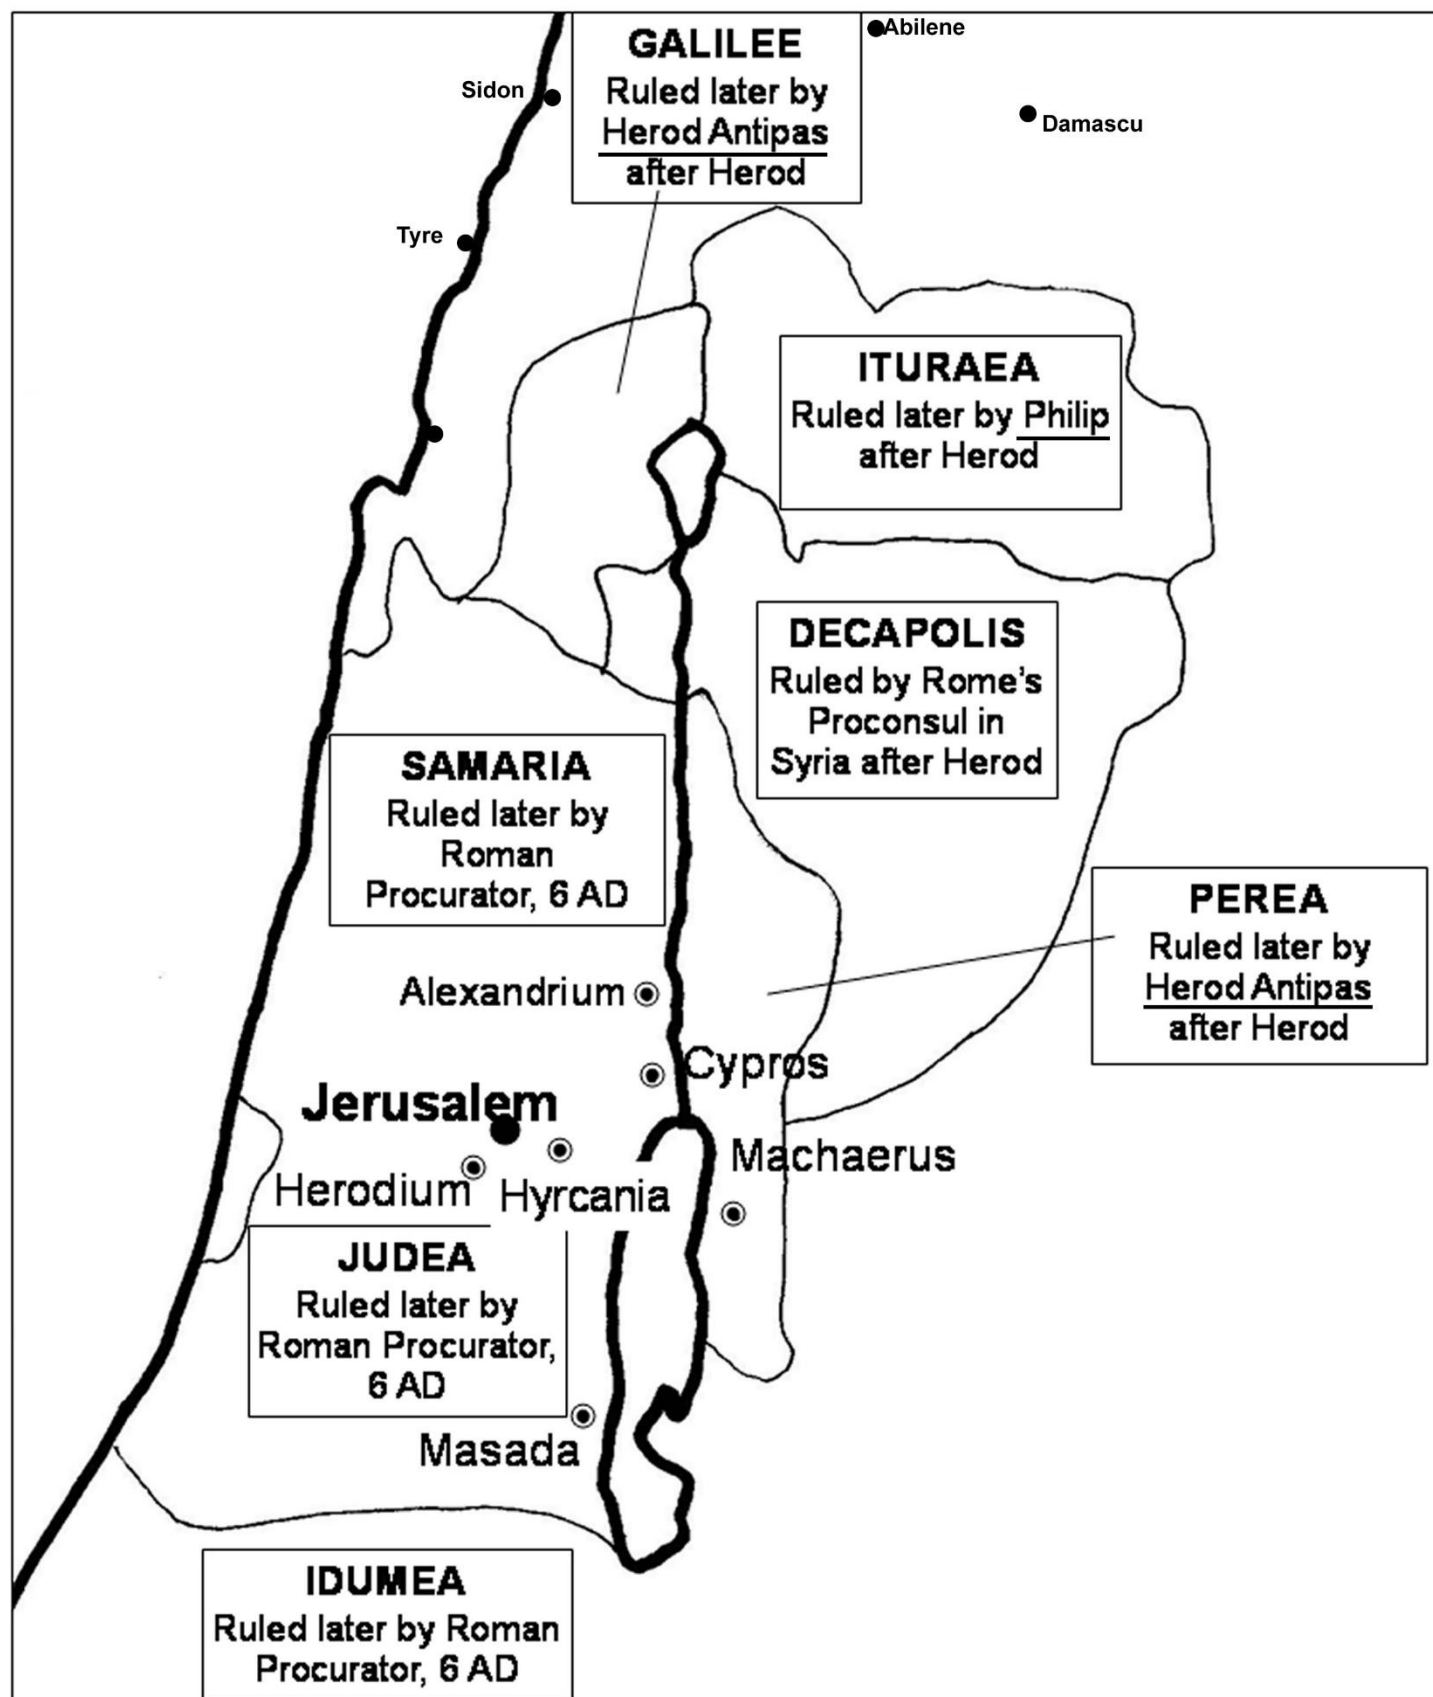 GALILEE
Ruled later by
Herod Antipas
after Herod
Abilene
Sidon
Damascu
Tyre
ITURAEA
Ruled later by Philip
after Herod
DECAPOLIS
Ruled by Rome's
Proconsul in
Syria after Herod
SAMARIA
Ruled later by
Roman
Procurator, 6 AD
PEREA
Ruled later by
Herod Antipas
after Herod
Alexandrium
Cypros
Jerusalem
Machaerus
Herodium
Hyrcania
JUDEA
Ruled later by
Roman Procurator,
6 AD
Masada
IDUMEA
Ruled later by Roman
Procurator, 6 AD